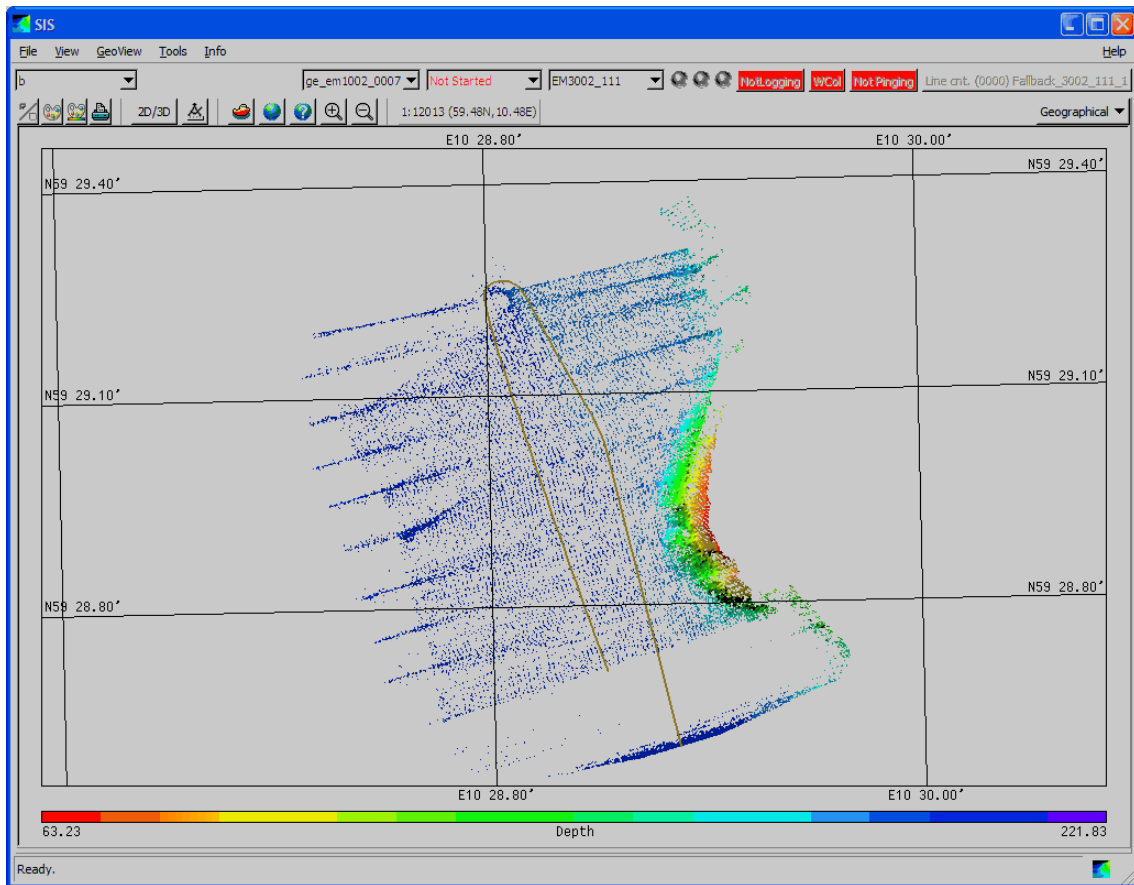 SIS
File View GeoView Tools Info Help
b ge_em1002_0007 Not Started EM3002_111 NotLogging WCol Not Pinging Line cnt. (0000) Fallback_3002_111_1
2D/3D 1:12013 (59.48N,10.48E) Geographical
E10 28.80' E10 30.00'
N59 29.40' N59 29.40'
N59 29.10' N59 29.10'
N59 28.80' N59 28.80'
E10 28.80' E10 30.00'
63.23 Depth 221.83
Ready.